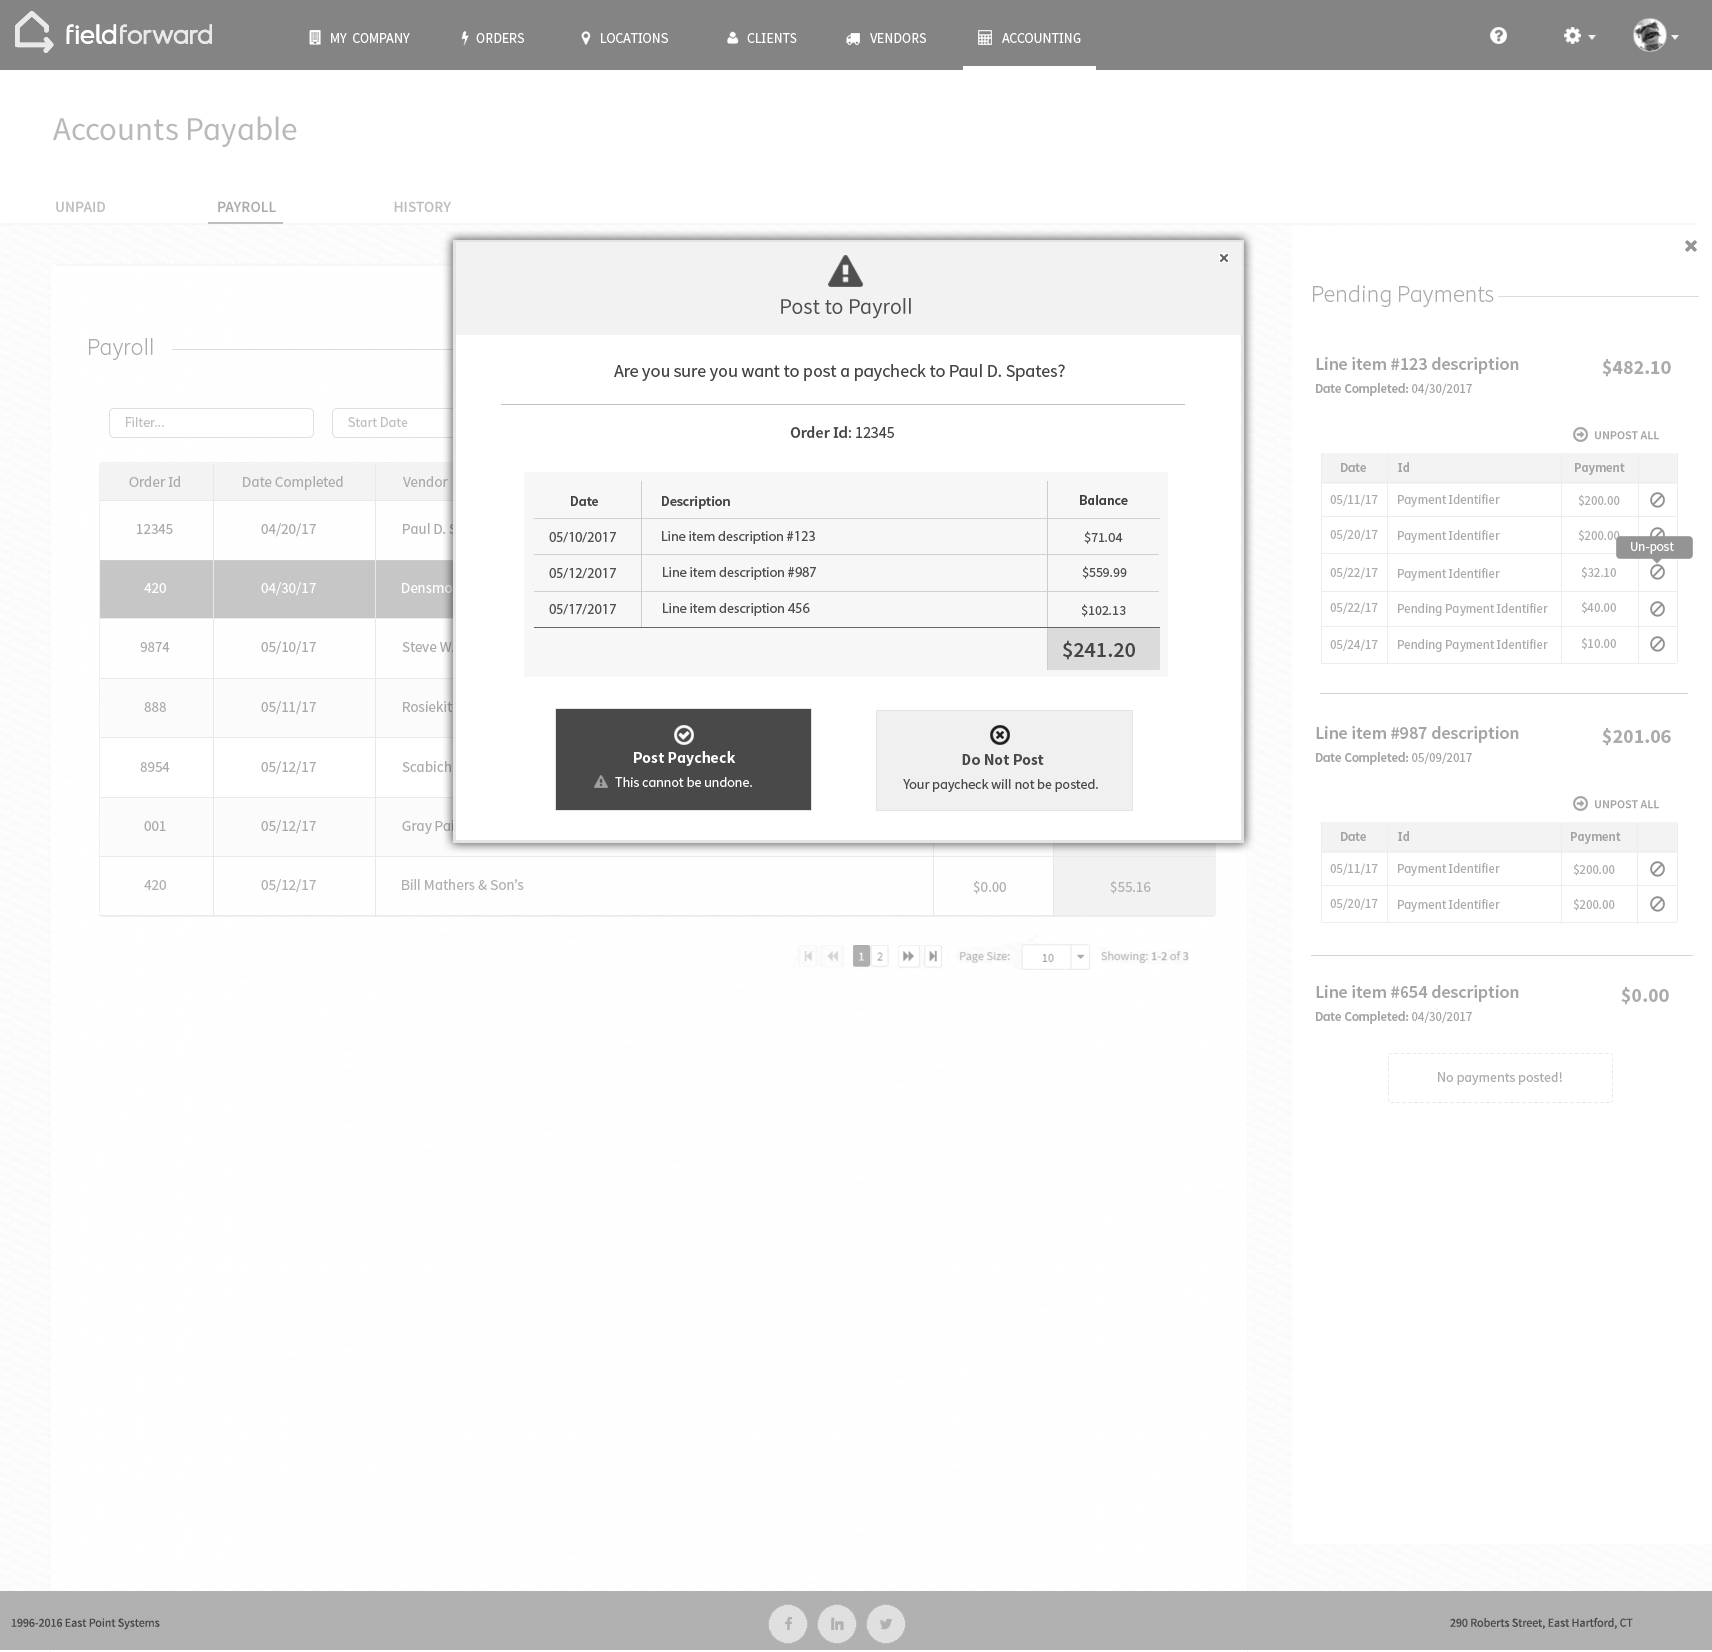 fieldforward
MY COMPANY
ORDERS
LOCATIONS
CLIENTS
VENDORS
ACCOUNTING
Accounts Payable
UNPAID
PAYROLL
HISTORY
Payroll
Filter...
Start Date
Order Id Date Completed Vendor
12345 04/20/17 Paul D. S
420 04/30/17 Densmo
9874 05/10/17 Steve W.
888 05/11/17 Rosiekit
8954 05/12/17 Scabich
001 05/12/17 Gray Pai
420 05/12/17 Bill Mathers & Son's $0.00 $55.16
1 2
Page Size: 10
Showing: 1-2 of 3
Post to Payroll
Are you sure you want to post a paycheck to Paul D. Spates?
Order Id: 12345
Date Description Balance
05/10/2017 Line item description #123 $71.04
05/12/2017 Line item description #987 $559.99
05/17/2017 Line item description 456 $102.13
$241.20
Post Paycheck
This cannot be undone.
Do Not Post
Your paycheck will not be posted.
Pending Payments
Line item #123 description $482.10
Date Completed: 04/30/2017
UNPOST ALL
Date Id Payment
05/11/17 Payment Identifier $200.00
05/20/17 Payment Identifier $200.00
Un-post
05/22/17 Payment Identifier $32.10
05/22/17 Pending Payment Identifier $40.00
05/24/17 Pending Payment Identifier $10.00
Line item #987 description $201.06
Date Completed: 05/09/2017
UNPOST ALL
Date Id Payment
05/11/17 Payment Identifier $200.00
05/20/17 Payment Identifier $200.00
Line item #654 description $0.00
Date Completed: 04/30/2017
No payments posted!
1996-2016 East Point Systems
f
in
290 Roberts Street, East Hartford, CT